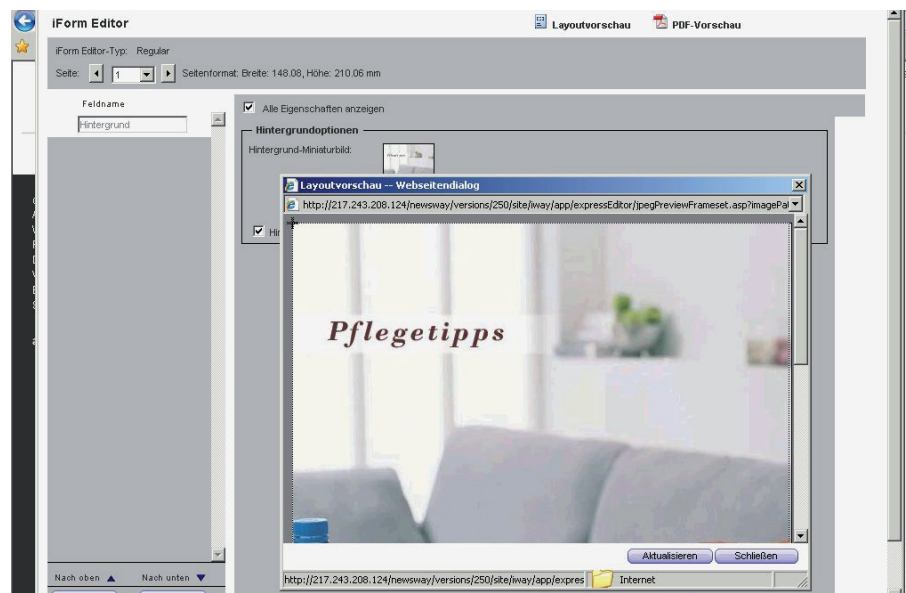 iForm Editor
Layoutvorschau PDF-Vorschau
iForm Editor-Typ: Regular
Seite: 1 Seitenformat: Breite: 148.08, Höhe: 210.06 mm
Feldname
Hintergrund
Alle Eigenschaften anzeigen
Hintergrundoptionen
Hintergrund-Miniaturbild:
Layoutvorschau -- Webseitendialog
http://217.243.208.124/newsway/versions/250/site/iway/app/expressEditor/jpegPreviewFrameset.asp?imagePa
Hin
Pflegetipps
Aktualisieren Schließen
Nach oben Nach unten
http://217.243.208.124/newsway/versions/250/site/iway/app/expres Internet